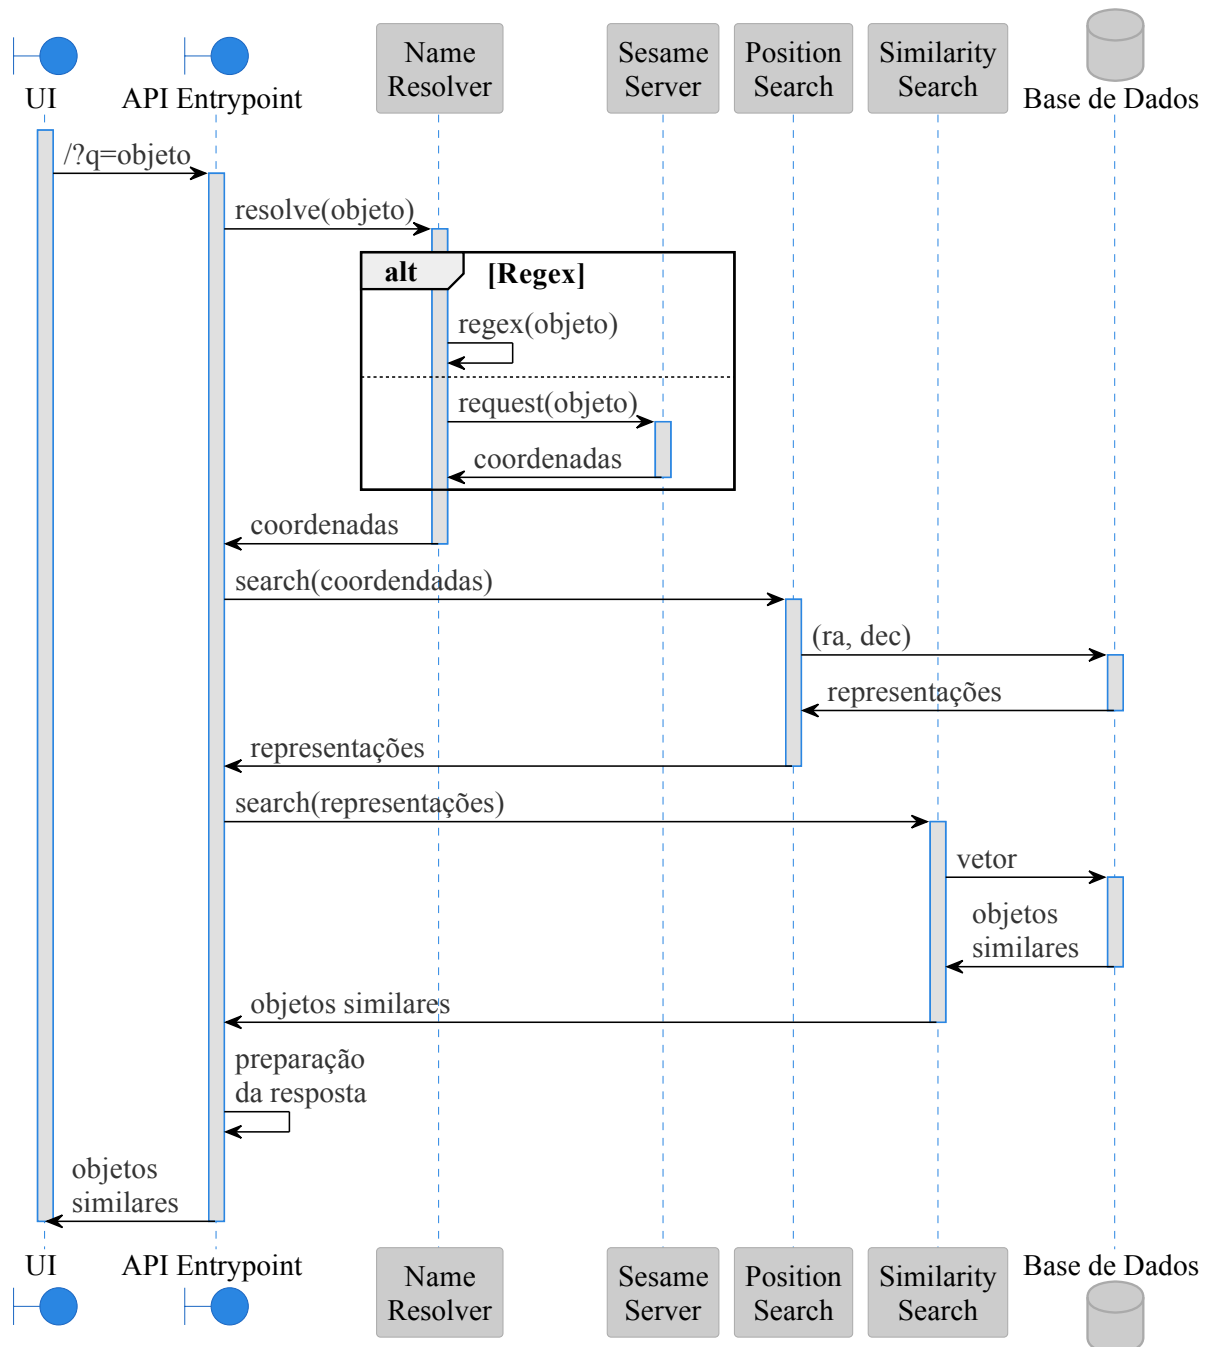 UI
API Entrypoint
Name
Resolver
Sesame
Server
Position
Search
Similarity
Search
Base de Dados
/?q=objeto
resolve(objeto)
alt
[Regex]
regex(objeto)
request(objeto)
coordenadas
coordenadas
search(coordendadas)
(ra, dec)
representações
representações
search(representações)
vetor
objetos
similares
objetos similares
preparação
da resposta
objetos
similares
UI
API Entrypoint
Name
Resolver
Sesame
Server
Position
Search
Similarity
Search
Base de Dados